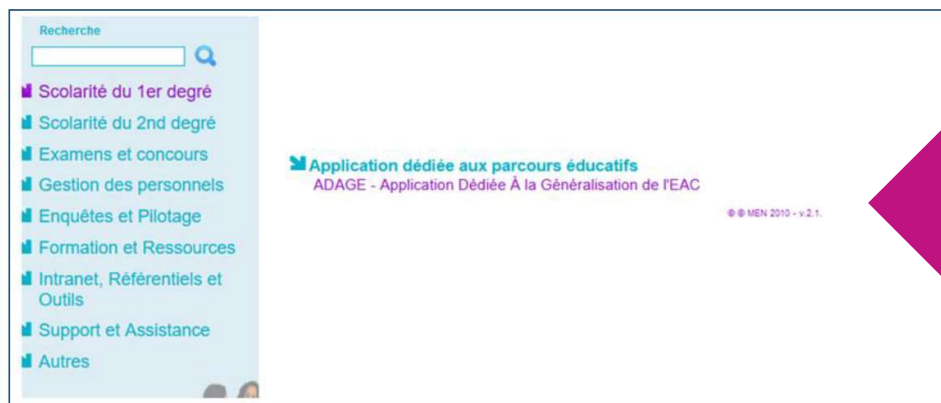 Recherche
Scolarité du 1er degré
Scolarité du 2nd degré
Examens et concours
Gestion des personnels
Enquêtes et Pilotage
Formation et Ressources
Intranet, Référentiels et
Outils
Support et Assistance
Autres
Application dédiée aux parcours éducatifs
ADAGE - Application Dédiée À la Généralisation de l'EAC
© © MEN 2010 - v.2.1.